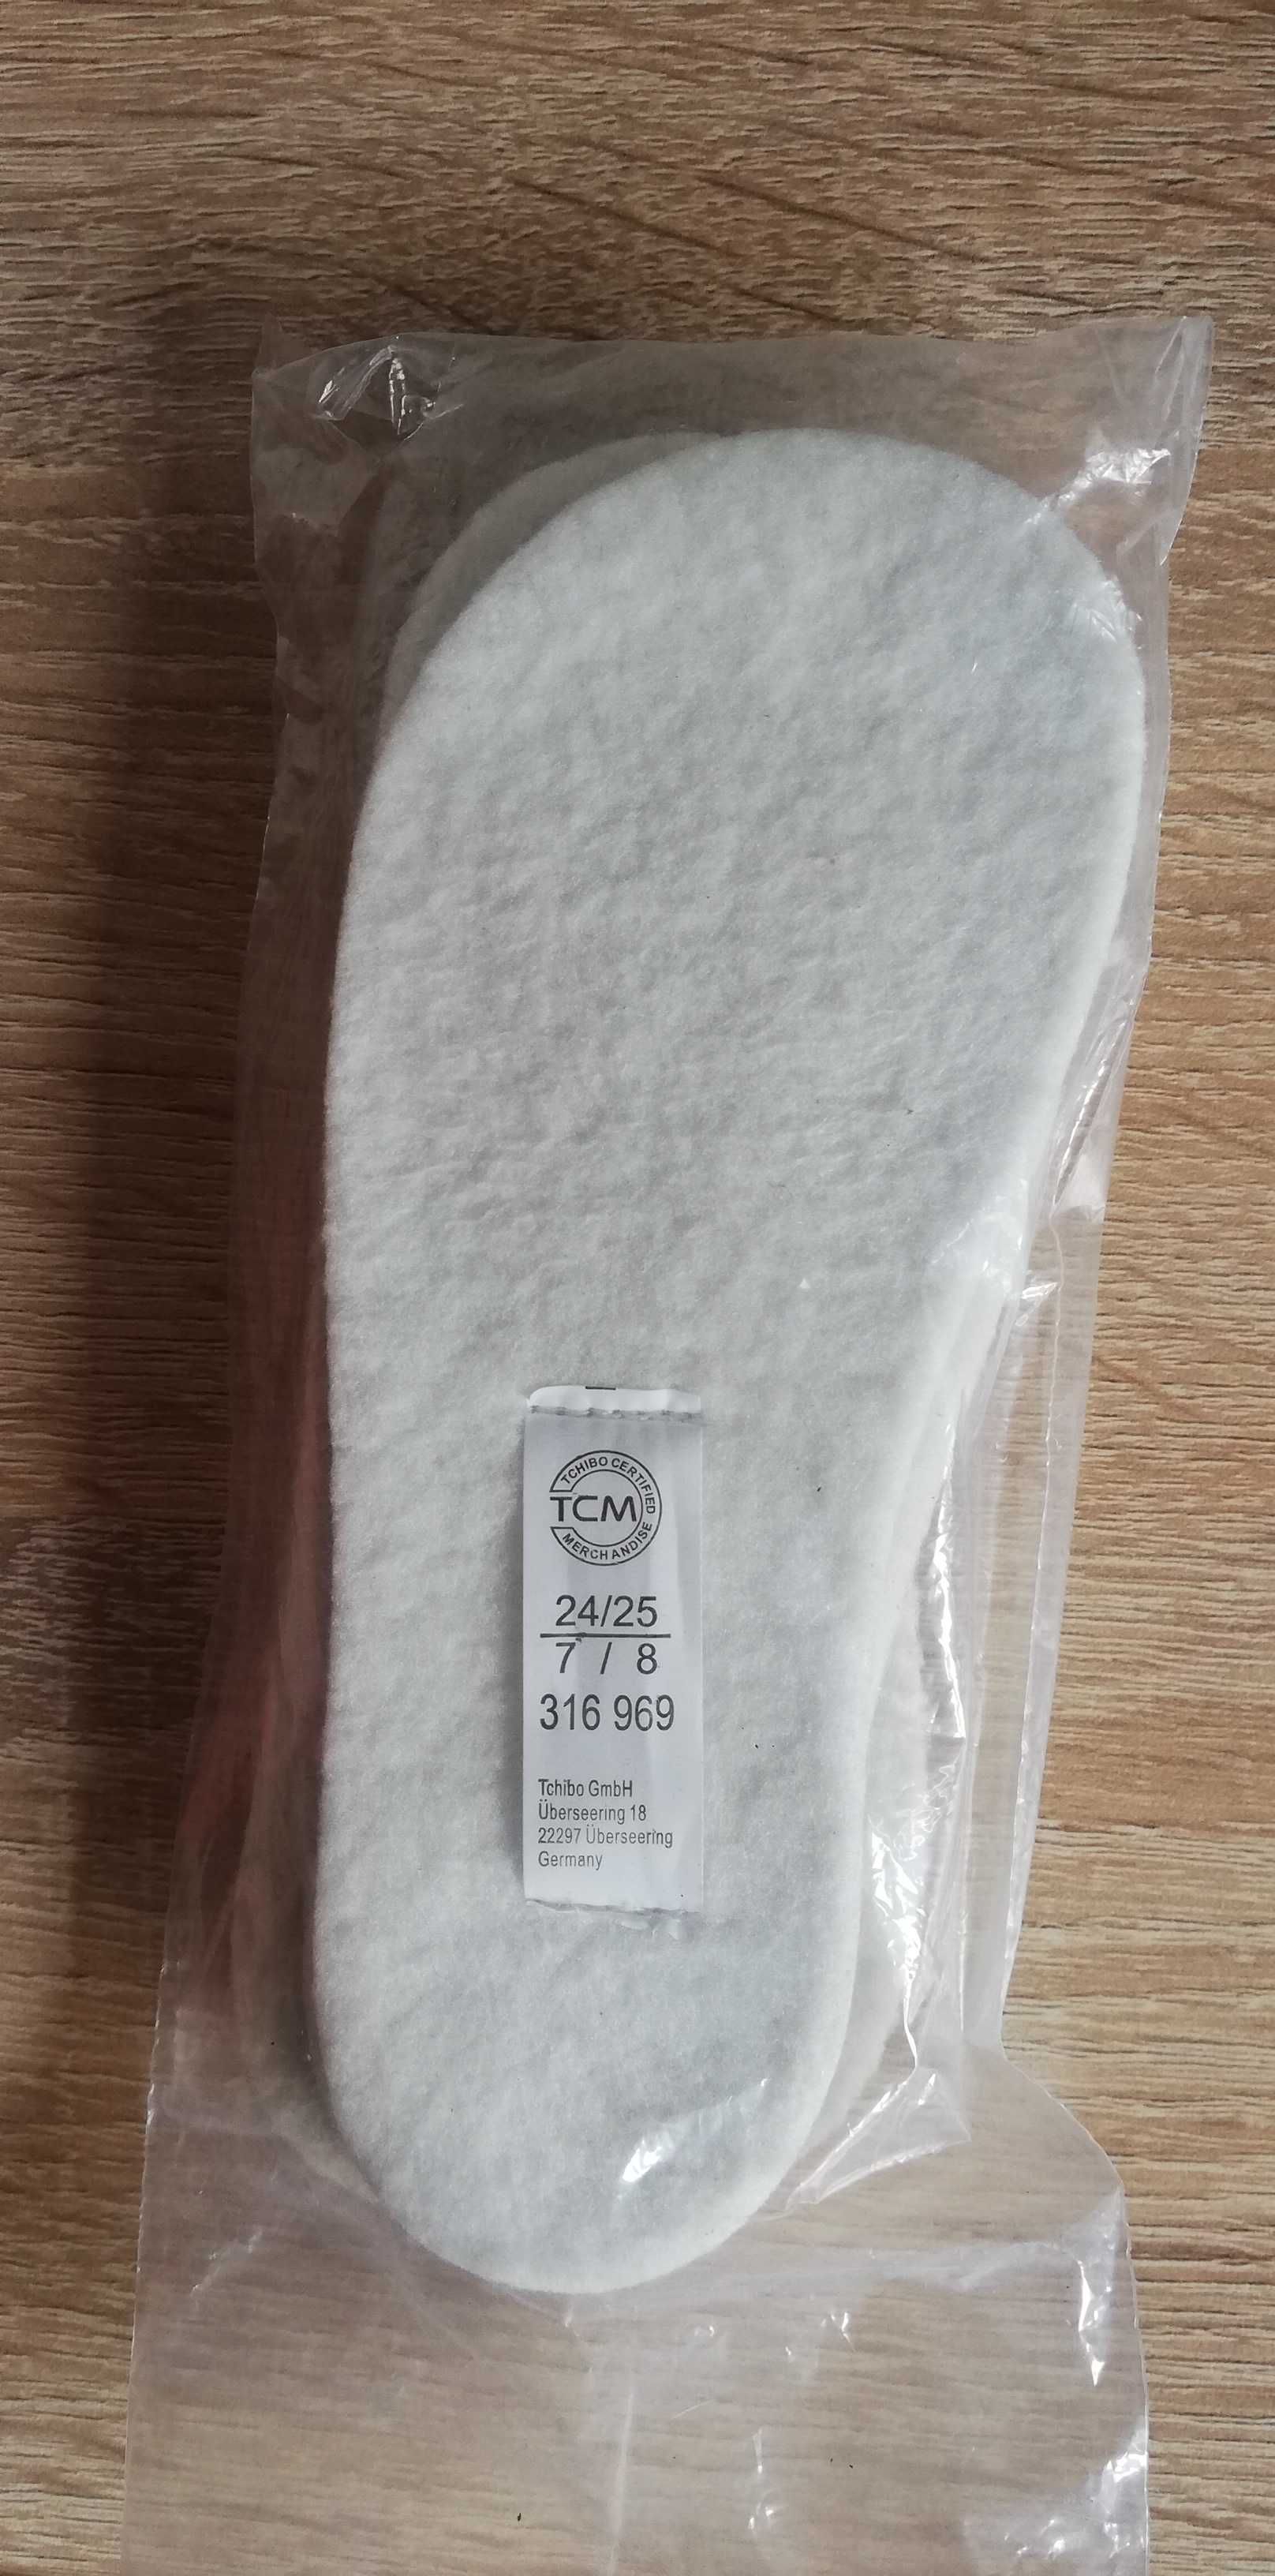 TCHIBO CERTIFIED
TCM
MERCHANDISE
24/25
7 / 8
316 969
Tchibo GmbH
Überseering 18
22297 Überseering
Germany